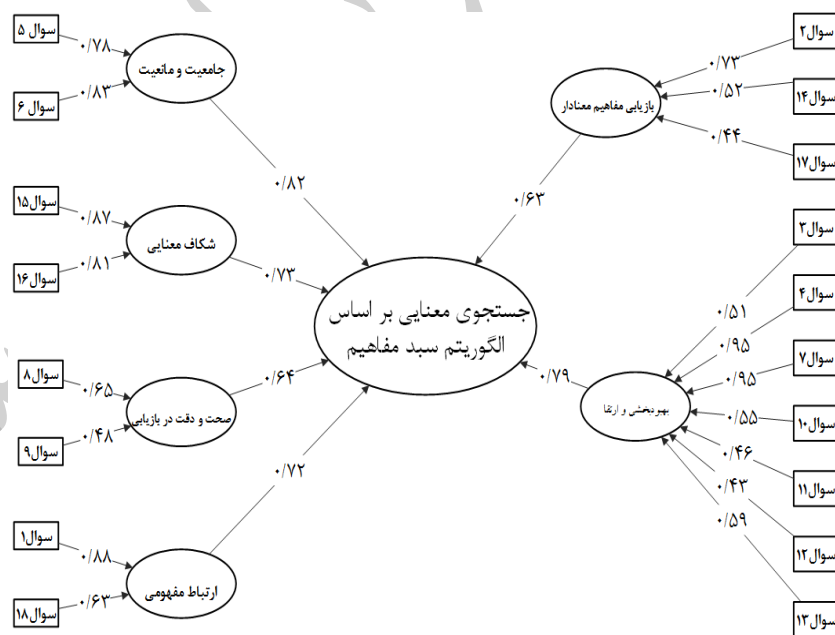 سوال ۲
۰/۷۳
سوال ۱۴
۰/۵۲
سوال ۱۷
۰/۴۴
بازیابی مفاهیم معنادار
۰/۶۳
سوال ۳
۰/۵۱
سوال ۴
۰/۹۵
سوال ۷
۰/۹۵
سوال ۱۰
۰/۵۵
سوال ۱۱
۰/۴۶
سوال ۱۲
۰/۴۳
سوال ۱۳
۰/۵۹
بهبودبخشی و ارتقا
۰/۷۹
جستجوی معنایی بر اساس
الگوریتم سبد مفاهیم
سوال ۵
۰/۷۸
سوال ۶
۰/۸۳
جامعیت و مانعیت
۰/۸۲
سوال ۱۵
۰/۸۷
سوال ۱۶
۰/۸۱
شکاف معنایی
۰/۷۳
سوال ۸
۰/۶۵
سوال ۹
۰/۴۸
صحت و دقت در بازیابی
۰/۶۴
سوال ۱
۰/۸۸
سوال ۱۸
۰/۶۳
ارتباط مفهومی
۰/۷۲